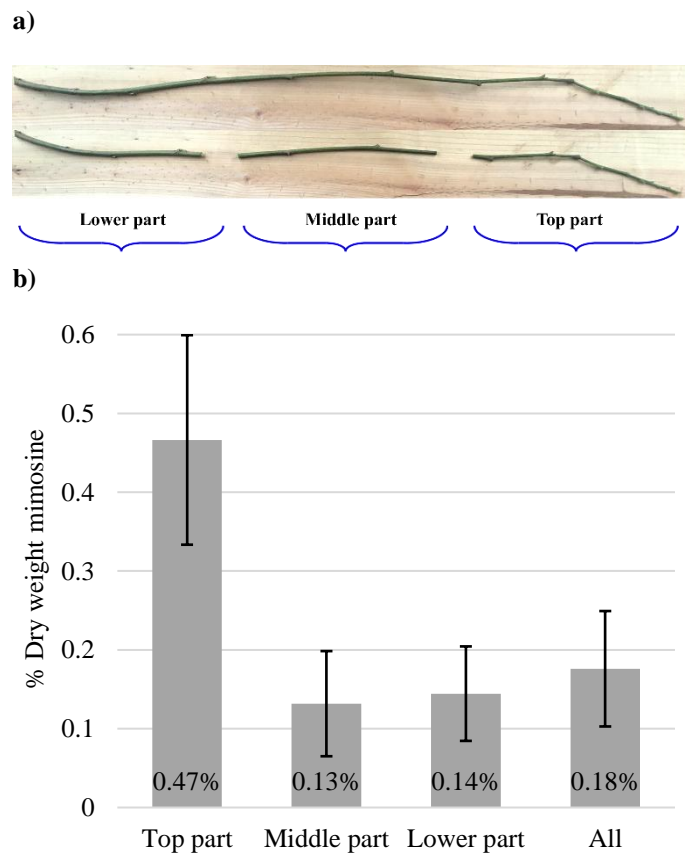 a)
Lower part Middle part Top part
b)
% Dry weight mimosine
0.6
0.5
0.4
0.3
0.2
0.1
0
0.47% 0.13% 0.14% 0.18%
Top part Middle part Lower part All